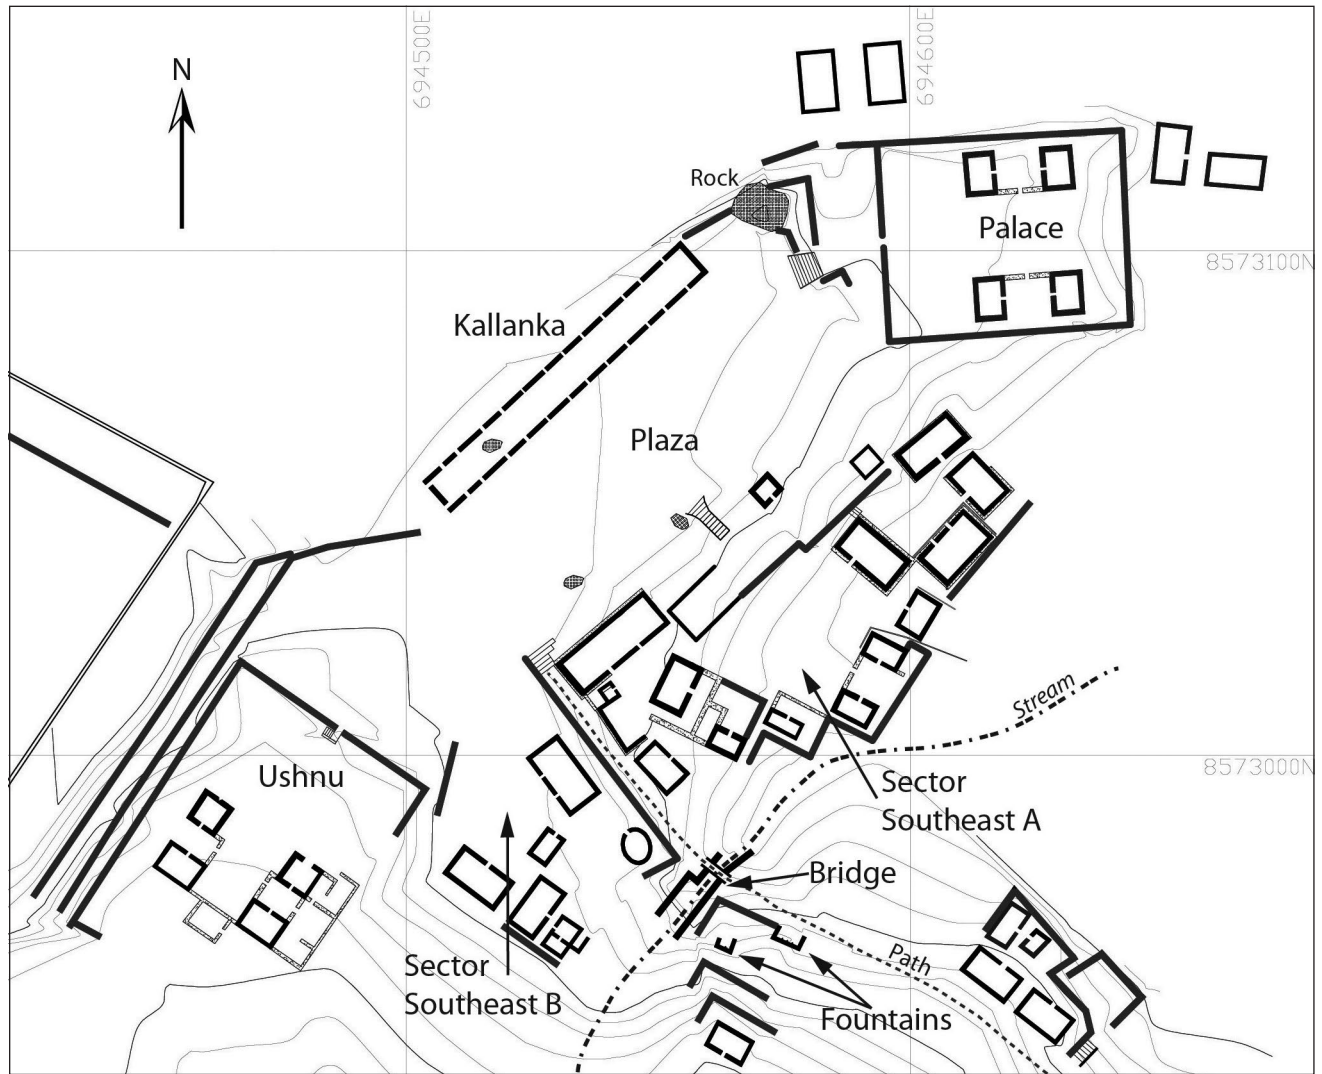 694500E
694600E
N
Rock
Palace
8573100N
Kallanka
Plaza
Stream
8573000N
Ushnu
Sector
Southeast A
Bridge
Sector
Southeast B
Path
Fountains